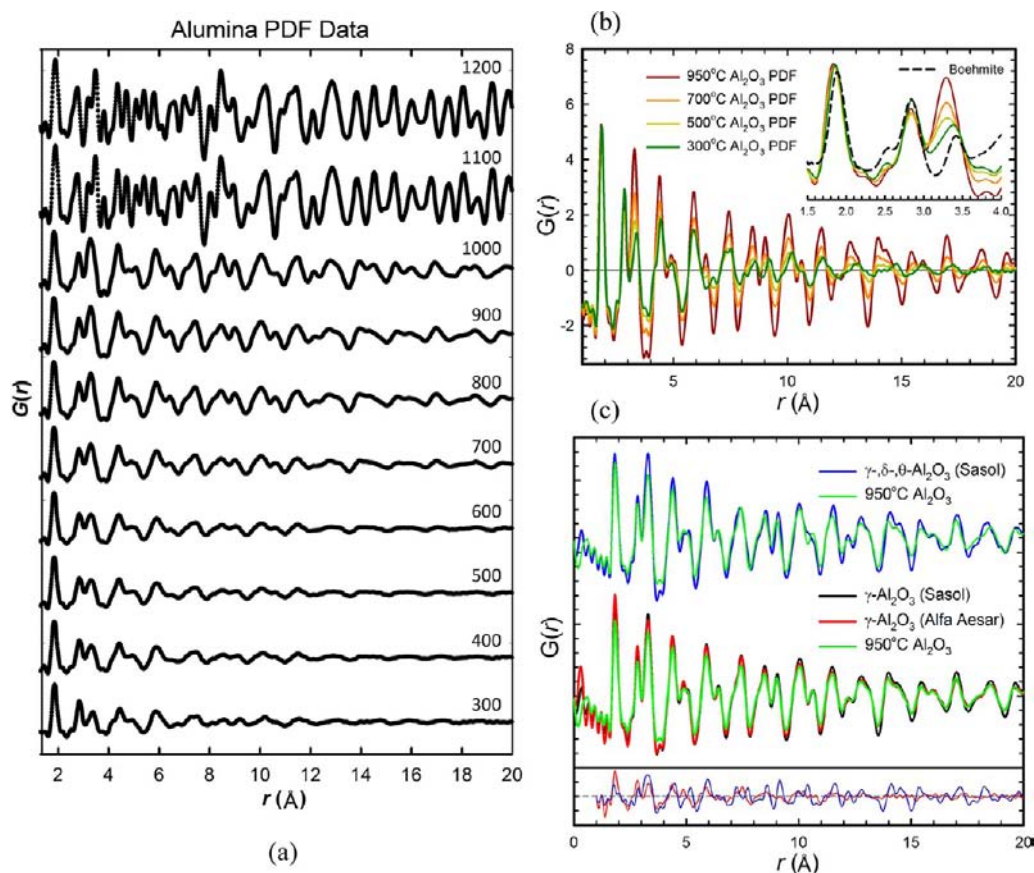 Alumina PDF Data
1200
1100
1000
900
800
700
600
500
400
300
G(r)
2 4 6 8 10 12 14 16 18 20
r (Å)
(a)
(b)
8
6
4
2
0
-2
G(r)
950°C Al₂O₃ PDF
700°C Al₂O₃ PDF
500°C Al₂O₃ PDF
300°C Al₂O₃ PDF
Boehmite
1.5 2.0 2.5 3.0 3.5 4.0
5 10 15 20
r (Å)
(c)
γ-,δ-,θ-Al₂O₃ (Sasol)
950°C Al₂O₃
γ-Al₂O₃ (Sasol)
γ-Al₂O₃ (Alfa Aesar)
950°C Al₂O₃
G(r)
0 5 10 15 20
r (Å)